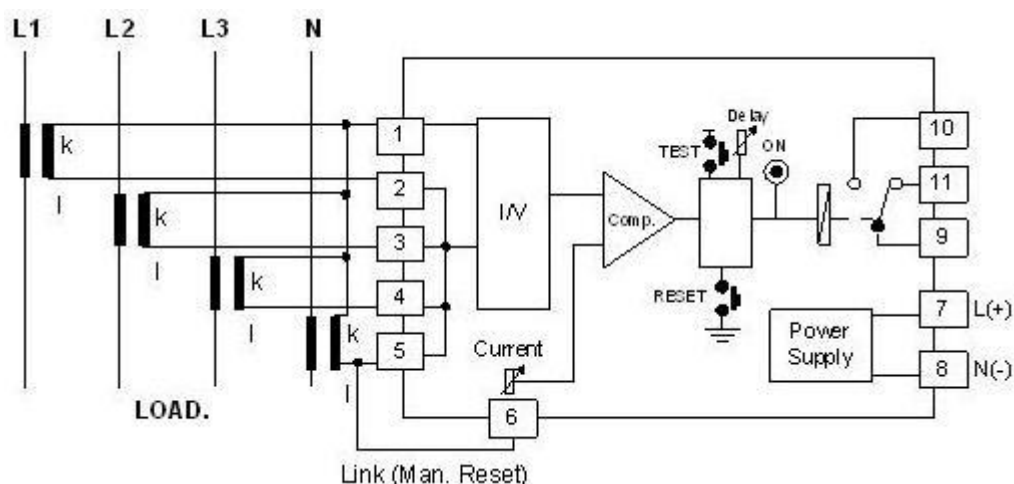 L1 L2 L3 N
k
l
k
l
k
l
k
l
1
2
3
4
5
I/V
Comp.
TEST
Delay
ON
RESET
Current
6
10
11
9
7 L(+)
8 N(-)
Power
Supply
LOAD.
Link (Man. Reset)